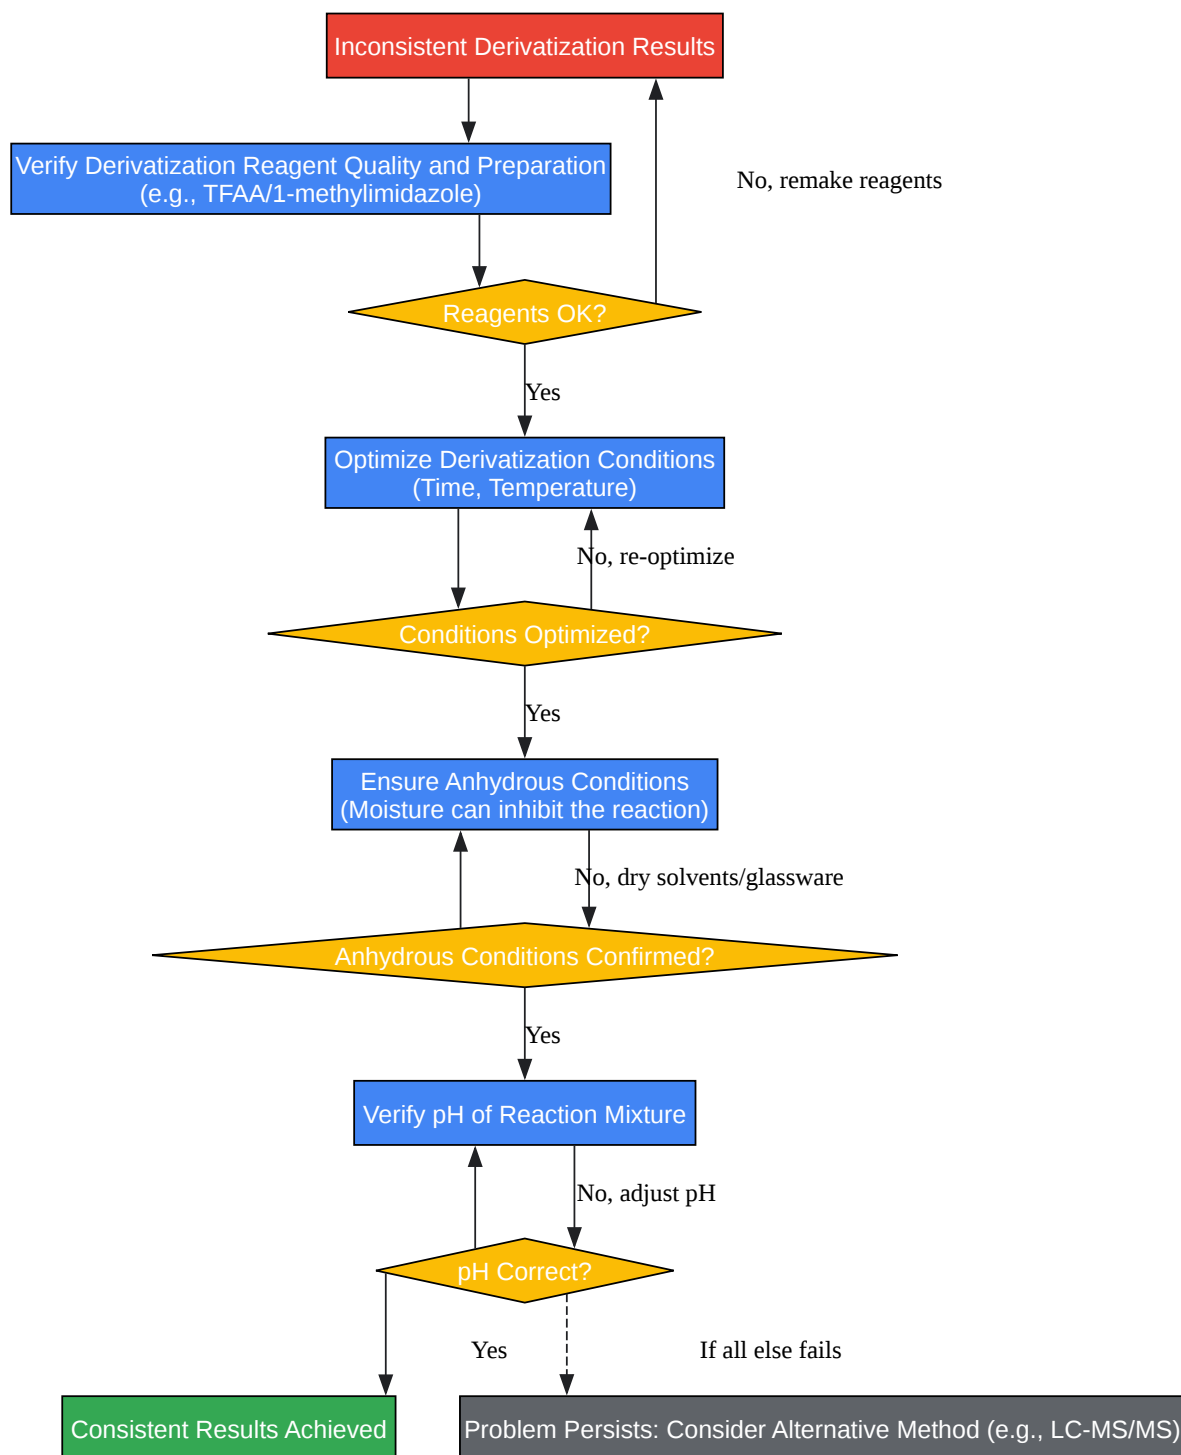 Inconsistent Derivatization Results
Verify Derivatization Reagent Quality and Preparation
(e.g., TFAA/1-methylimidazole)
No, remake reagents
Reagents OK?
Yes
Optimize Derivatization Conditions
(Time, Temperature)
No, re-optimize
Conditions Optimized?
Yes
Ensure Anhydrous Conditions
(Moisture can inhibit the reaction)
No, dry solvents/glassware
Anhydrous Conditions Confirmed?
Yes
Verify pH of Reaction Mixture
No, adjust pH
pH Correct?
Yes
If all else fails
Consistent Results Achieved
Problem Persists: Consider Alternative Method (e.g., LC-MS/MS)